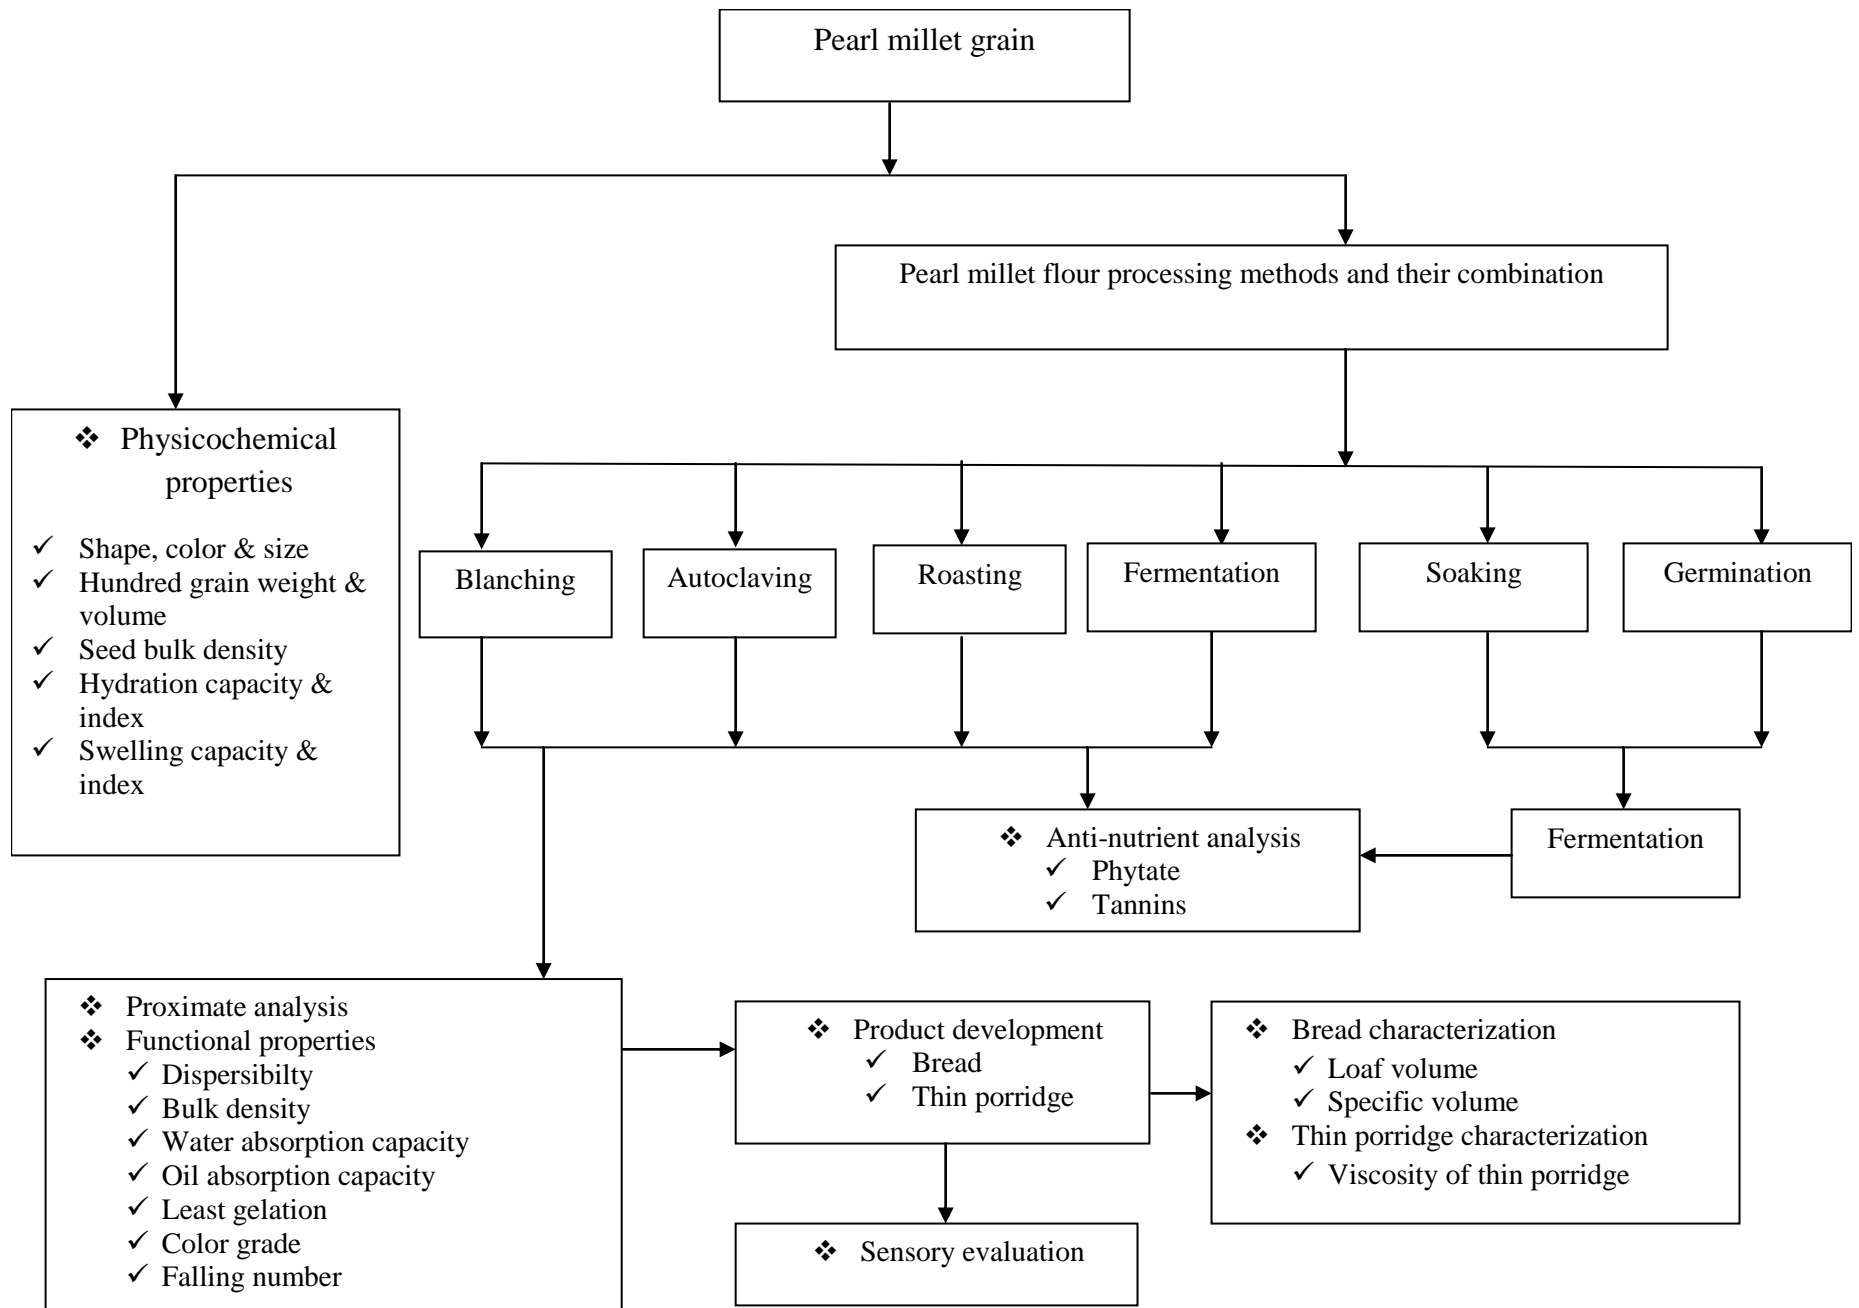 Pearl millet grain
Pearl millet flour processing methods and their combination
❖ Physicochemical
properties
✓ Shape, color & size
✓ Hundred grain weight &
volume
✓ Seed bulk density
✓ Hydration capacity &
index
✓ Swelling capacity &
index
Blanching
Autoclaving
Roasting
Fermentation
Soaking
Germination
❖ Anti-nutrient analysis
✓ Phytate
✓ Tannins
Fermentation
❖ Proximate analysis
❖ Functional properties
✓ Dispersibilty
✓ Bulk density
✓ Water absorption capacity
✓ Oil absorption capacity
✓ Least gelation
✓ Color grade
✓ Falling number
❖ Product development
✓ Bread
✓ Thin porridge
❖ Bread characterization
✓ Loaf volume
✓ Specific volume
❖ Thin porridge characterization
✓ Viscosity of thin porridge
❖ Sensory evaluation